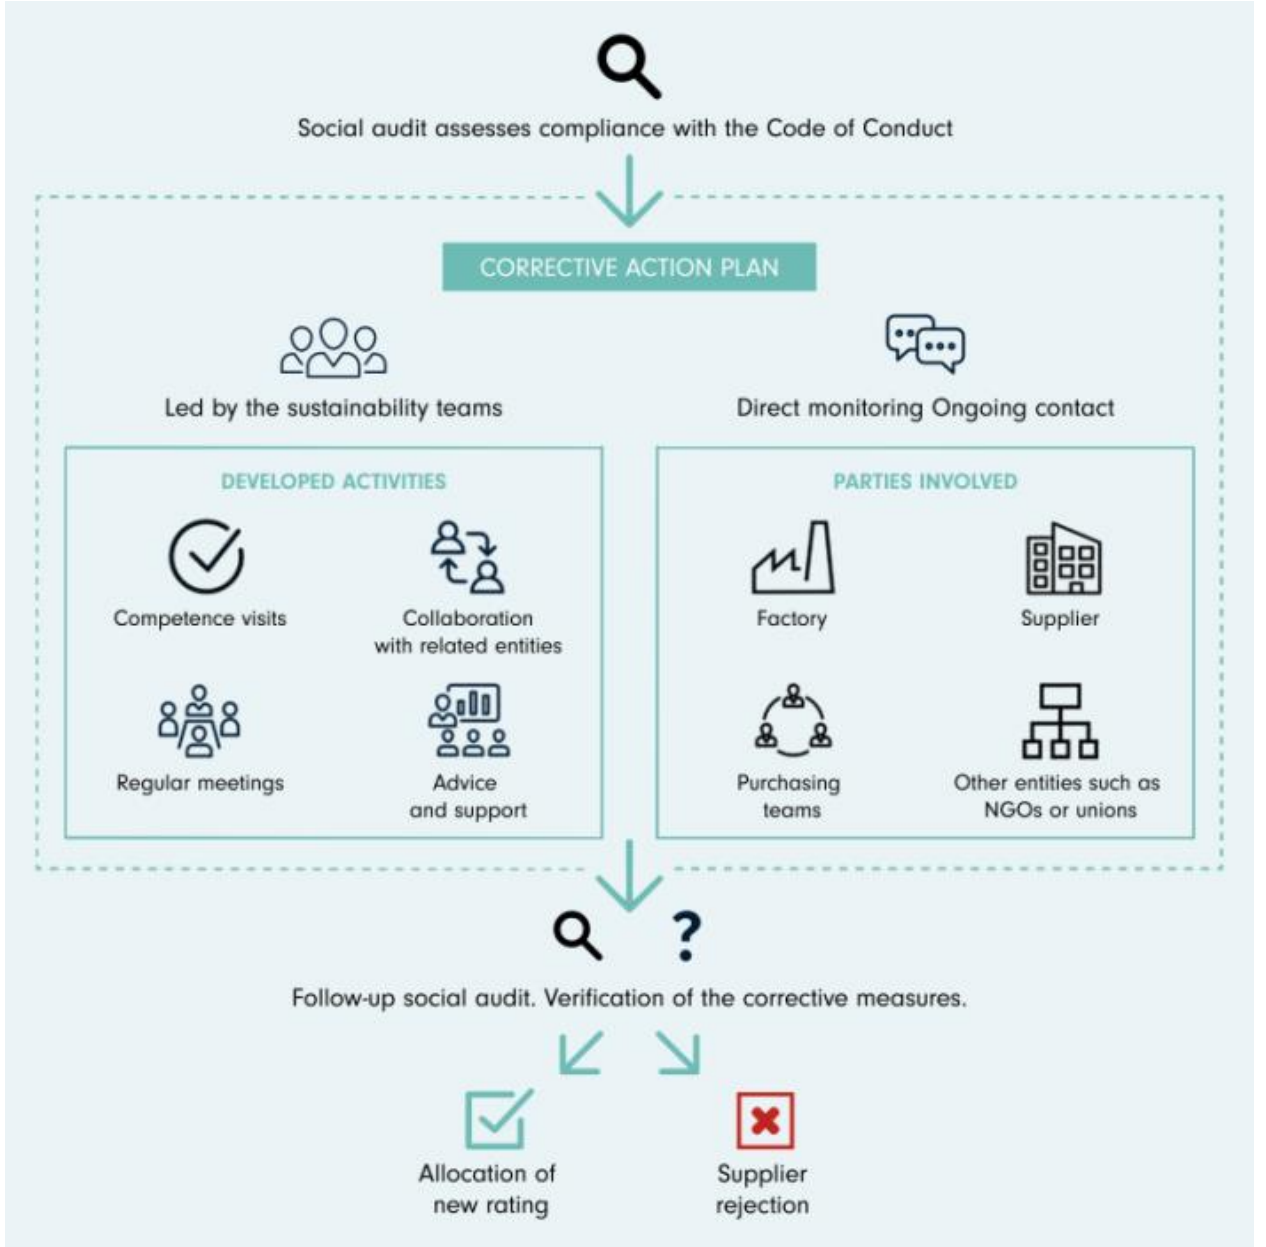 Social audit assesses compliance with the Code of Conduct
CORRECTIVE ACTION PLAN
Led by the sustainability teams
Direct monitoring Ongoing contact
DEVELOPED ACTIVITIES
Competence visits
Collaboration
with related entities
Regular meetings
Advice
and support
PARTIES INVOLVED
Factory
Supplier
Purchasing
teams
Other entities such as
NGOs or unions
?
Follow-up social audit. Verification of the corrective measures.
Allocation of
new rating
Supplier
rejection